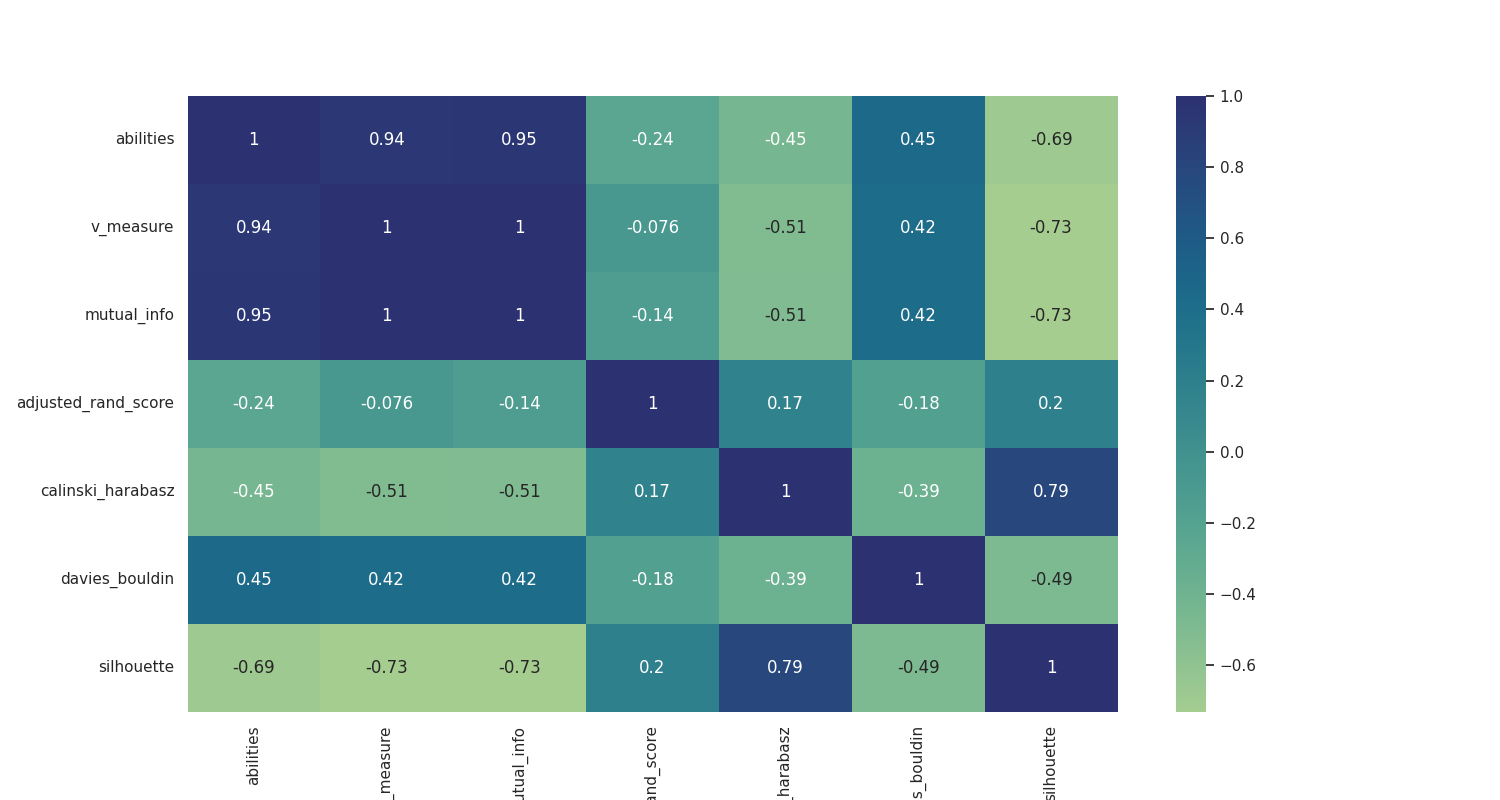 abilities 1 0.94 0.95 -0.24 -0.45 0.45 -0.69
v_measure 0.94 1 1 -0.076 -0.51 0.42 -0.73
mutual_info 0.95 1 1 -0.14 -0.51 0.42 -0.73
adjusted_rand_score -0.24 -0.076 -0.14 1 0.17 -0.18 0.2
calinski_harabasz -0.45 -0.51 -0.51 0.17 1 -0.39 0.79
davies_bouldin 0.45 0.42 0.42 -0.18 -0.39 1 -0.49
silhouette -0.69 -0.73 -0.73 0.2 0.79 -0.49 1
abilities
_measure
utual_info
and_score
_harabasz
s_bouldin
silhouette
1.0
0.8
0.6
0.4
0.2
0.0
−0.2
−0.4
−0.6